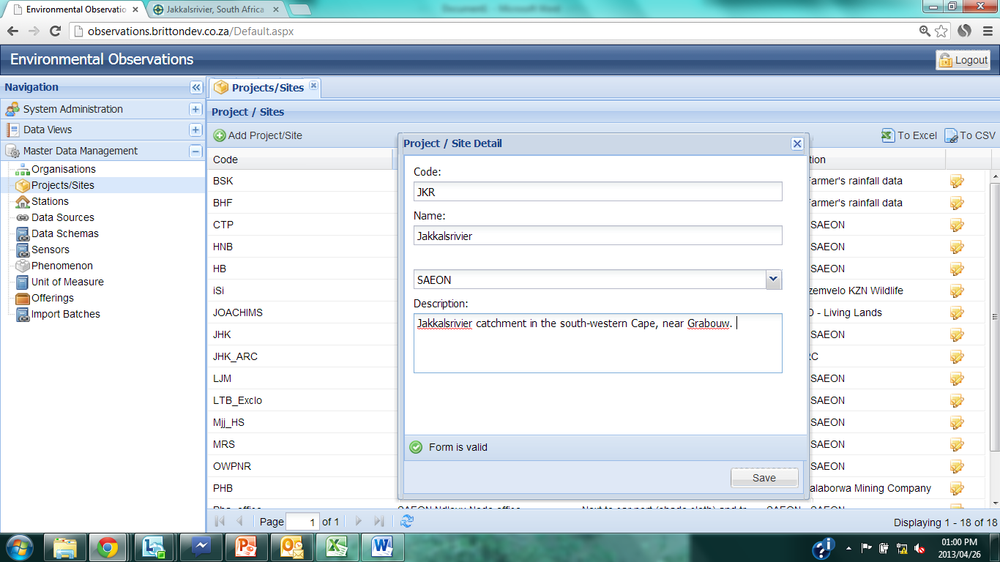 Environmental Observatio
Jakkalsrivier, South Africa
Document1 - Microsoft Word
observations.brittondev.co.za/Default.aspx
Environmental Observations
Logout
Navigation
Projects/Sites
System Administration
Project / Sites
Data Views
Add Project/Site
To Excel
To CSV
Master Data Management
Organisations
Projects/Sites
Stations
Data Sources
Data Schemas
Sensors
Phenomenon
Unit of Measure
Offerings
Import Batches
Code
tion
BSK
Farmer's rainfall data
BHF
Farmer's rainfall data
CTP
SAEON
HNB
SAEON
HB
SAEON
iSi
zemvelo KZN Wildlife
JOACHIMS
D - Living Lands
JHK
SAEON
JHK_ARC
RC
LJM
SAEON
LTB_Exclo
SAEON
Mjj_HS
SAEON
MRS
SAEON
OWPNR
SAEON
PHB
alaborwa Mining Company
Project / Site Detail
Code:
JKR
Name:
Jakkalsrivier
SAEON
Description:
Jakkalsrivier catchment in the south-western Cape, near Grabouw.
Form is valid
Save
Page 1 of 1
Displaying 1 - 18 of 18
01:00 PM
2013/04/26